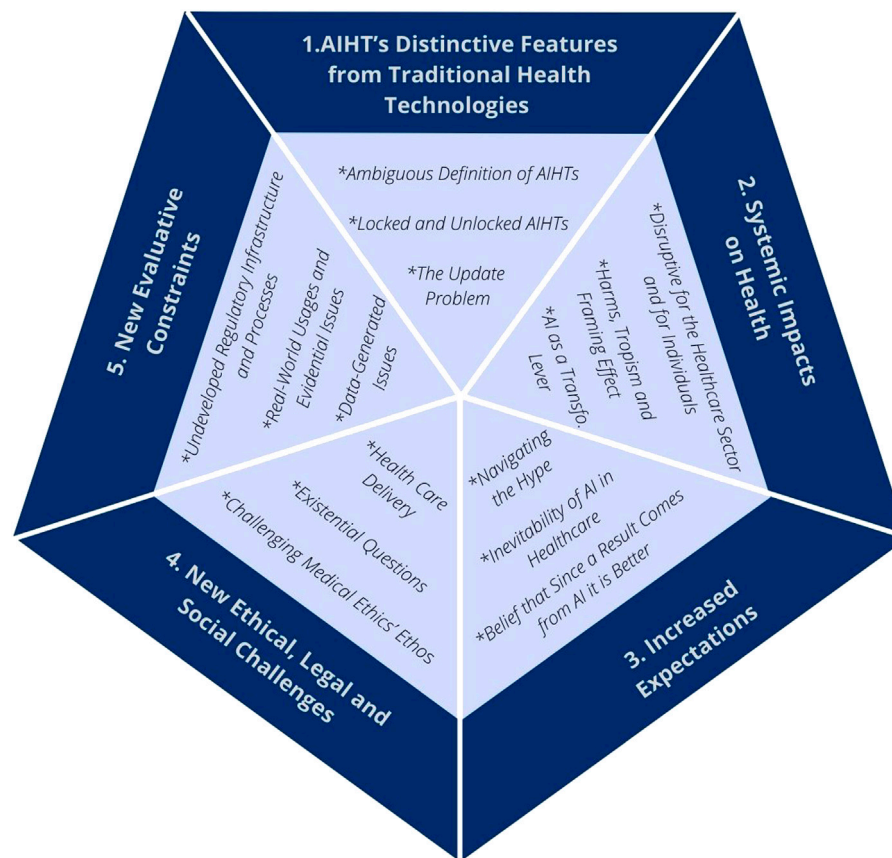 1.AIHT’s Distinctive Features
from Traditional Health
Technologies
*Ambiguous Definition of AIHTs
*Locked and Unlocked AIHTs
*The Update
Problem
2. Systemic Impacts
on Health
*Disruptive for the Healthcare Sector
and for Individuals
*Harms, Tropism and
Framing Effect
*AI as a Transfo.
Lever
3. Increased
Expectations
*Navigating
the Hype
*Inevitability of AI in
Healthcare
*Belief that Since a Result Comes
from AI it is Better
4. New Ethical, Legal and
Social Challenges
*Health Care
Delivery
*Existential Questions
*Challenging Medical Ethics’ Ethos
5. New Evaluative
Constraints
*Undeveloped Regulatory Infrastructure
and Processes
*Real-World Usages and
Evidential Issues
*Data-Generated
Issues